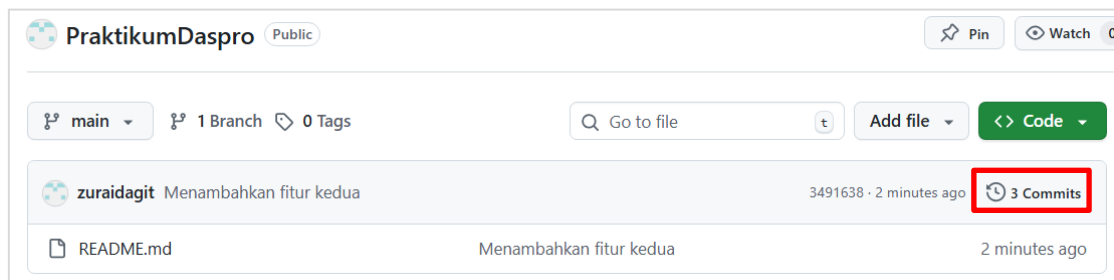 PraktikumDaspro Public Pin Watch 0
main 1 Branch 0 Tags Go to file t Add file <> Code
zuraidagit Menambahkan fitur kedua 3491638 · 2 minutes ago 3 Commits
README.md Menambahkan fitur kedua 2 minutes ago